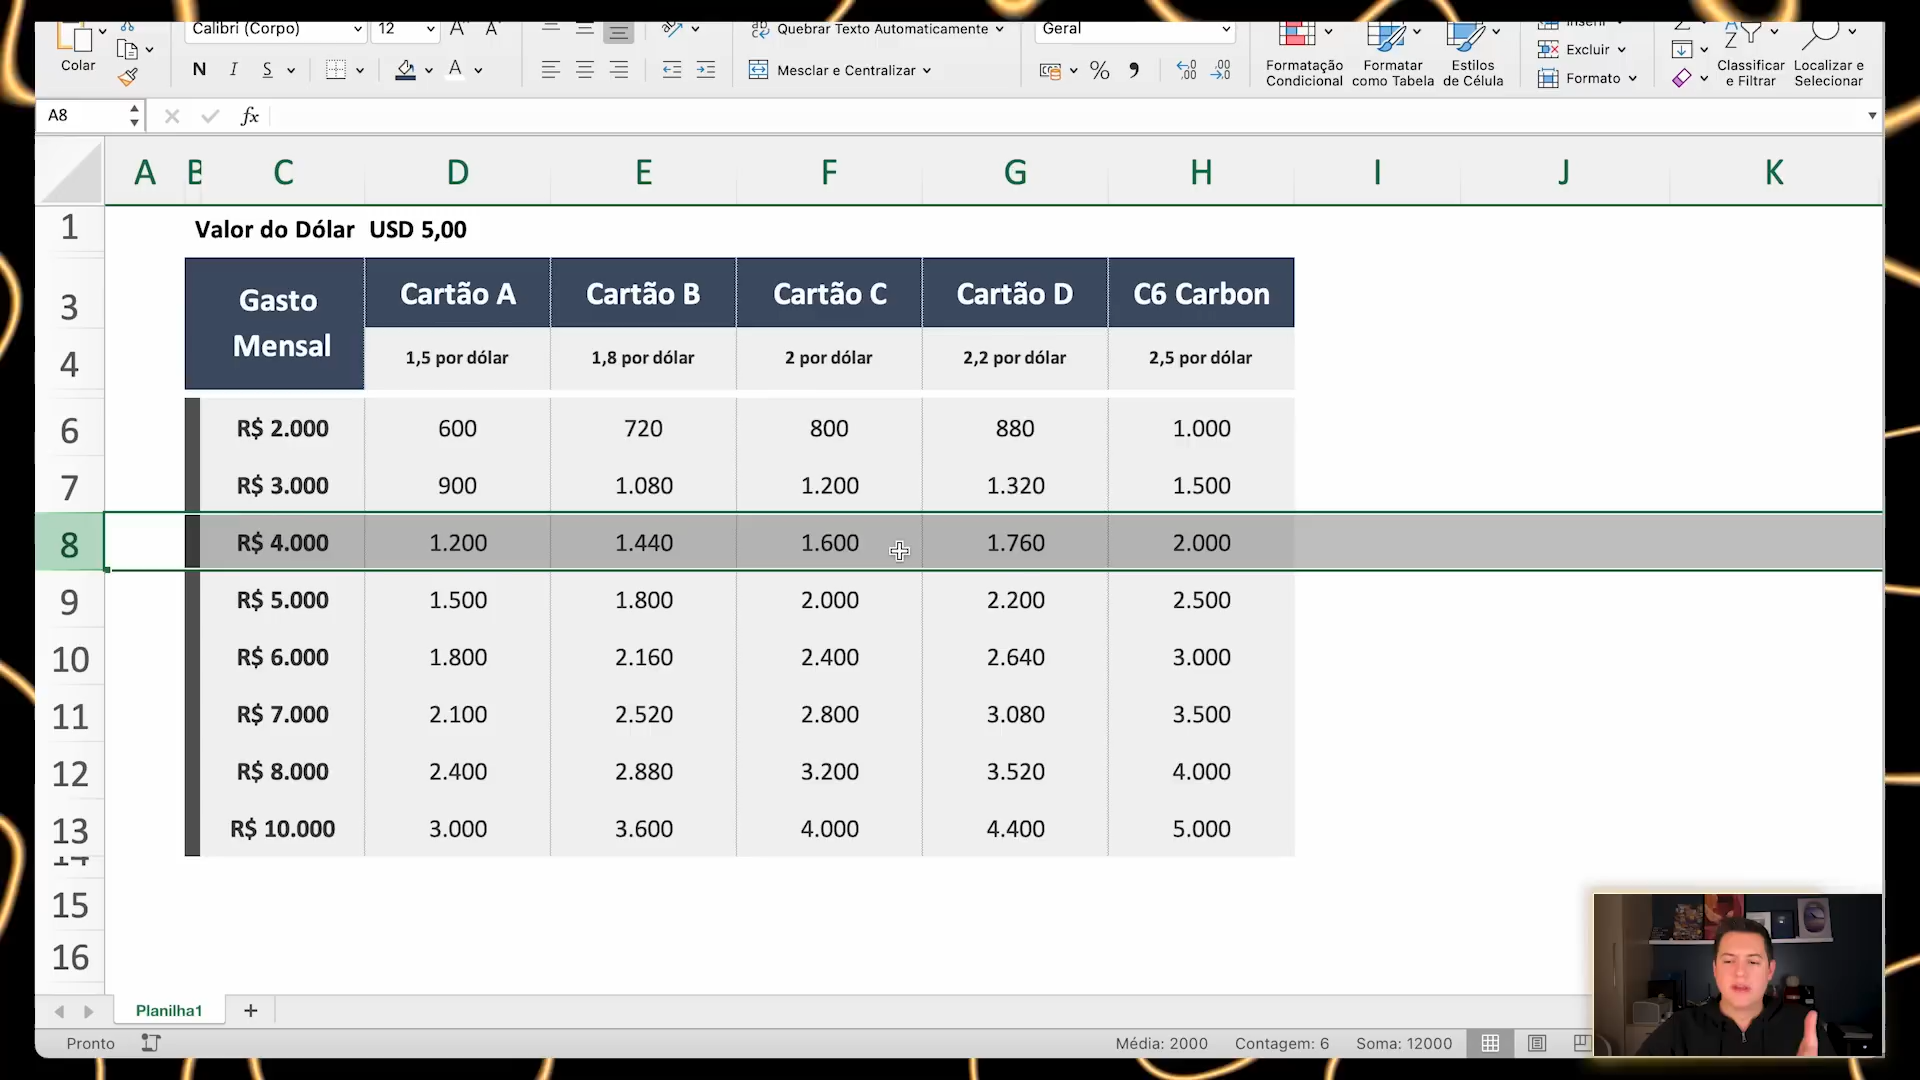 Calibri (Corpo) 12 A A Quebrar Texto Automaticamente Geral Inserir
Colar N I S A Mesclar e Centralizar % Formatação Condicional Formatar como Tabela Estilos de Célula Excluir Formato Classificar e Filtrar Localizar e Selecionar
A8 fx
A B C D E F G H I J K
1 Valor do Dólar USD 5,00
3 Gasto Mensal Cartão A Cartão B Cartão C Cartão D C6 Carbon
4 1,5 por dólar 1,8 por dólar 2 por dólar 2,2 por dólar 2,5 por dólar
6 R$ 2.000 600 720 800 880 1.000
7 R$ 3.000 900 1.080 1.200 1.320 1.500
8 R$ 4.000 1.200 1.440 1.600 1.760 2.000
9 R$ 5.000 1.500 1.800 2.000 2.200 2.500
10 R$ 6.000 1.800 2.160 2.400 2.640 3.000
11 R$ 7.000 2.100 2.520 2.800 3.080 3.500
12 R$ 8.000 2.400 2.880 3.200 3.520 4.000
13 R$ 10.000 3.000 3.600 4.000 4.400 5.000
14
15
16
Planilha1 +
Pronto Média: 2000 Contagem: 6 Soma: 12000